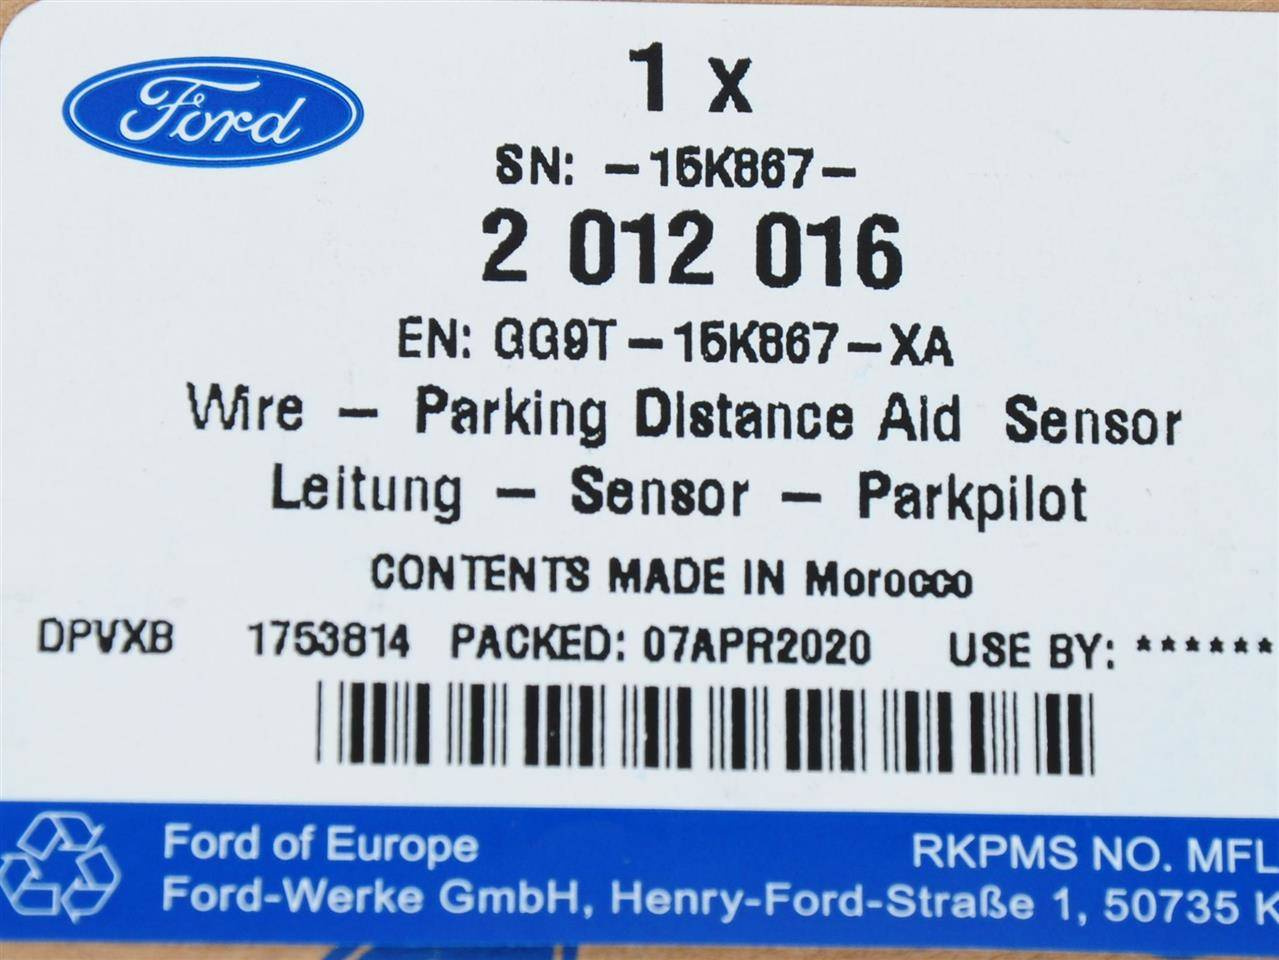 Ford
1 x
SN: -15K867-
2 012 016
EN: GG9T-15K867-XA
Wire - Parking Distance Aid Sensor
Leitung - Sensor - Parkpilot
CONTENTS MADE IN Morocco
DPVXB 1753814 PACKED: 07APR2020 USE BY: ******
Ford of Europe RKPMS NO. MFL
Ford-Werke GmbH, Henry-Ford-Straße 1, 50735 K